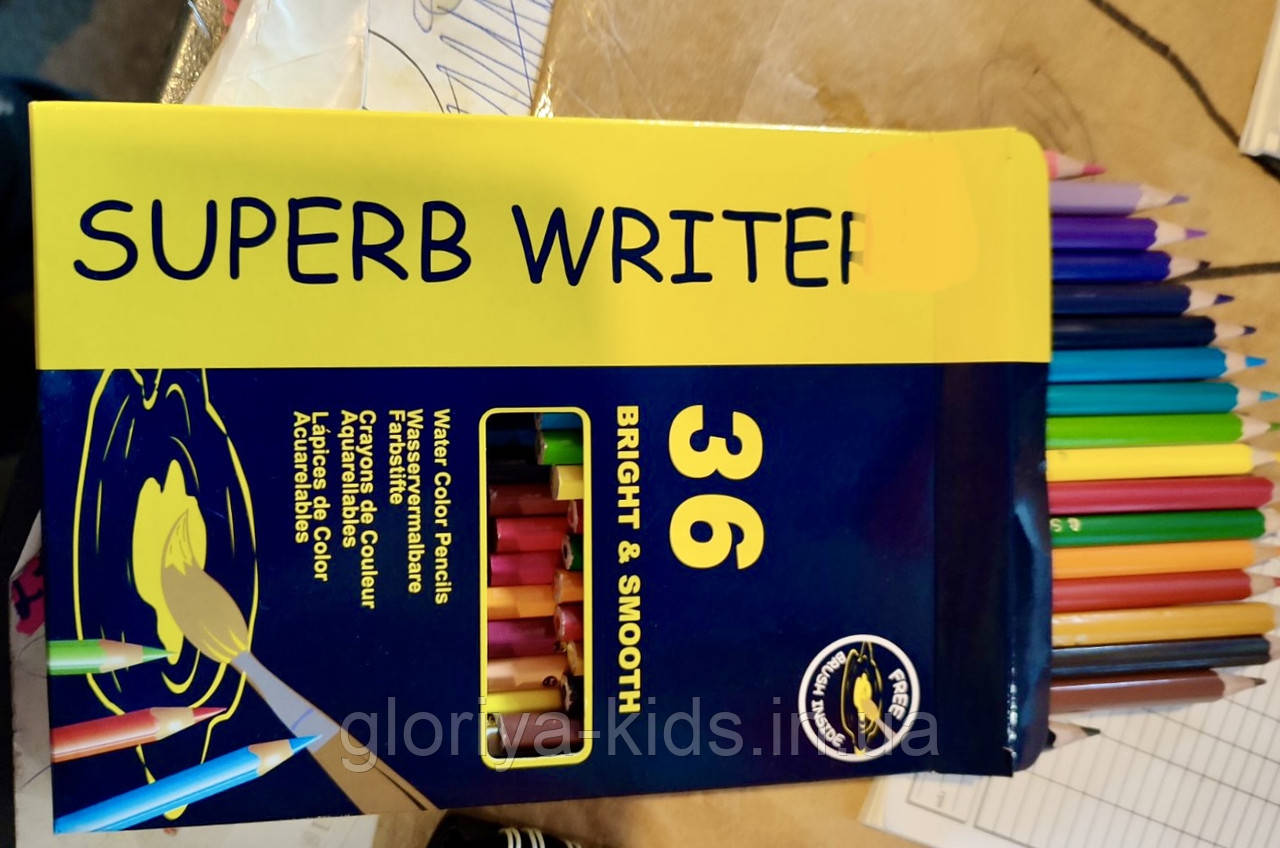 SUPERB WRITER
36
BRIGHT & SMOOTH
Water Color Pencils
Wasservermalbare
Farbstifte
Crayons de Couleur
Aquarellables
Lápices de Color
Acuarelables
FREE
BRUSH INSIDE
gloriya-kids.in.ua